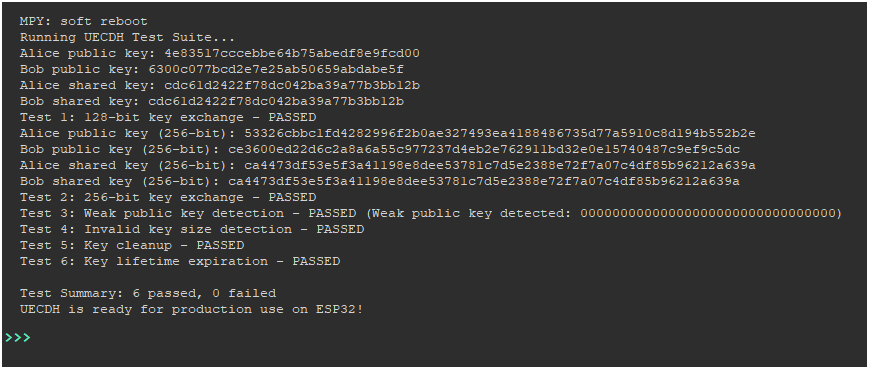 MPY: soft reboot
Running UECDH Test Suite...
Alice public key: 4e83517cccebbe64b75abedf8e9fcd00
Bob public key: 6300c077bcd2e7e25ab50659abdabe5f
Alice shared key: cdc61d2422f78dc042ba39a77b3bb12b
Bob shared key: cdc61d2422f78dc042ba39a77b3bb12b
Test 1: 128-bit key exchange - PASSED
Alice public key (256-bit): 53326cbbc1fd4282996f2b0ae327493ea4188486735d77a5910c8d194b552b2e
Bob public key (256-bit): ce3600ed22d6c2a8a6a55c977237d4eb2e762911bd32e0e15740487c9ef9c5dc
Alice shared key (256-bit): ca4473df53e5f3a41198e8dee53781c7d5e2388e72f7a07c4df85b96212a639a
Bob shared key (256-bit): ca4473df53e5f3a41198e8dee53781c7d5e2388e72f7a07c4df85b96212a639a
Test 2: 256-bit key exchange - PASSED
Test 3: Weak public key detection - PASSED (Weak public key detected: 00000000000000000000000000000000)
Test 4: Invalid key size detection - PASSED
Test 5: Key cleanup - PASSED
Test 6: Key lifetime expiration - PASSED
Test Summary: 6 passed, 0 failed
UECDH is ready for production use on ESP32!
>>>